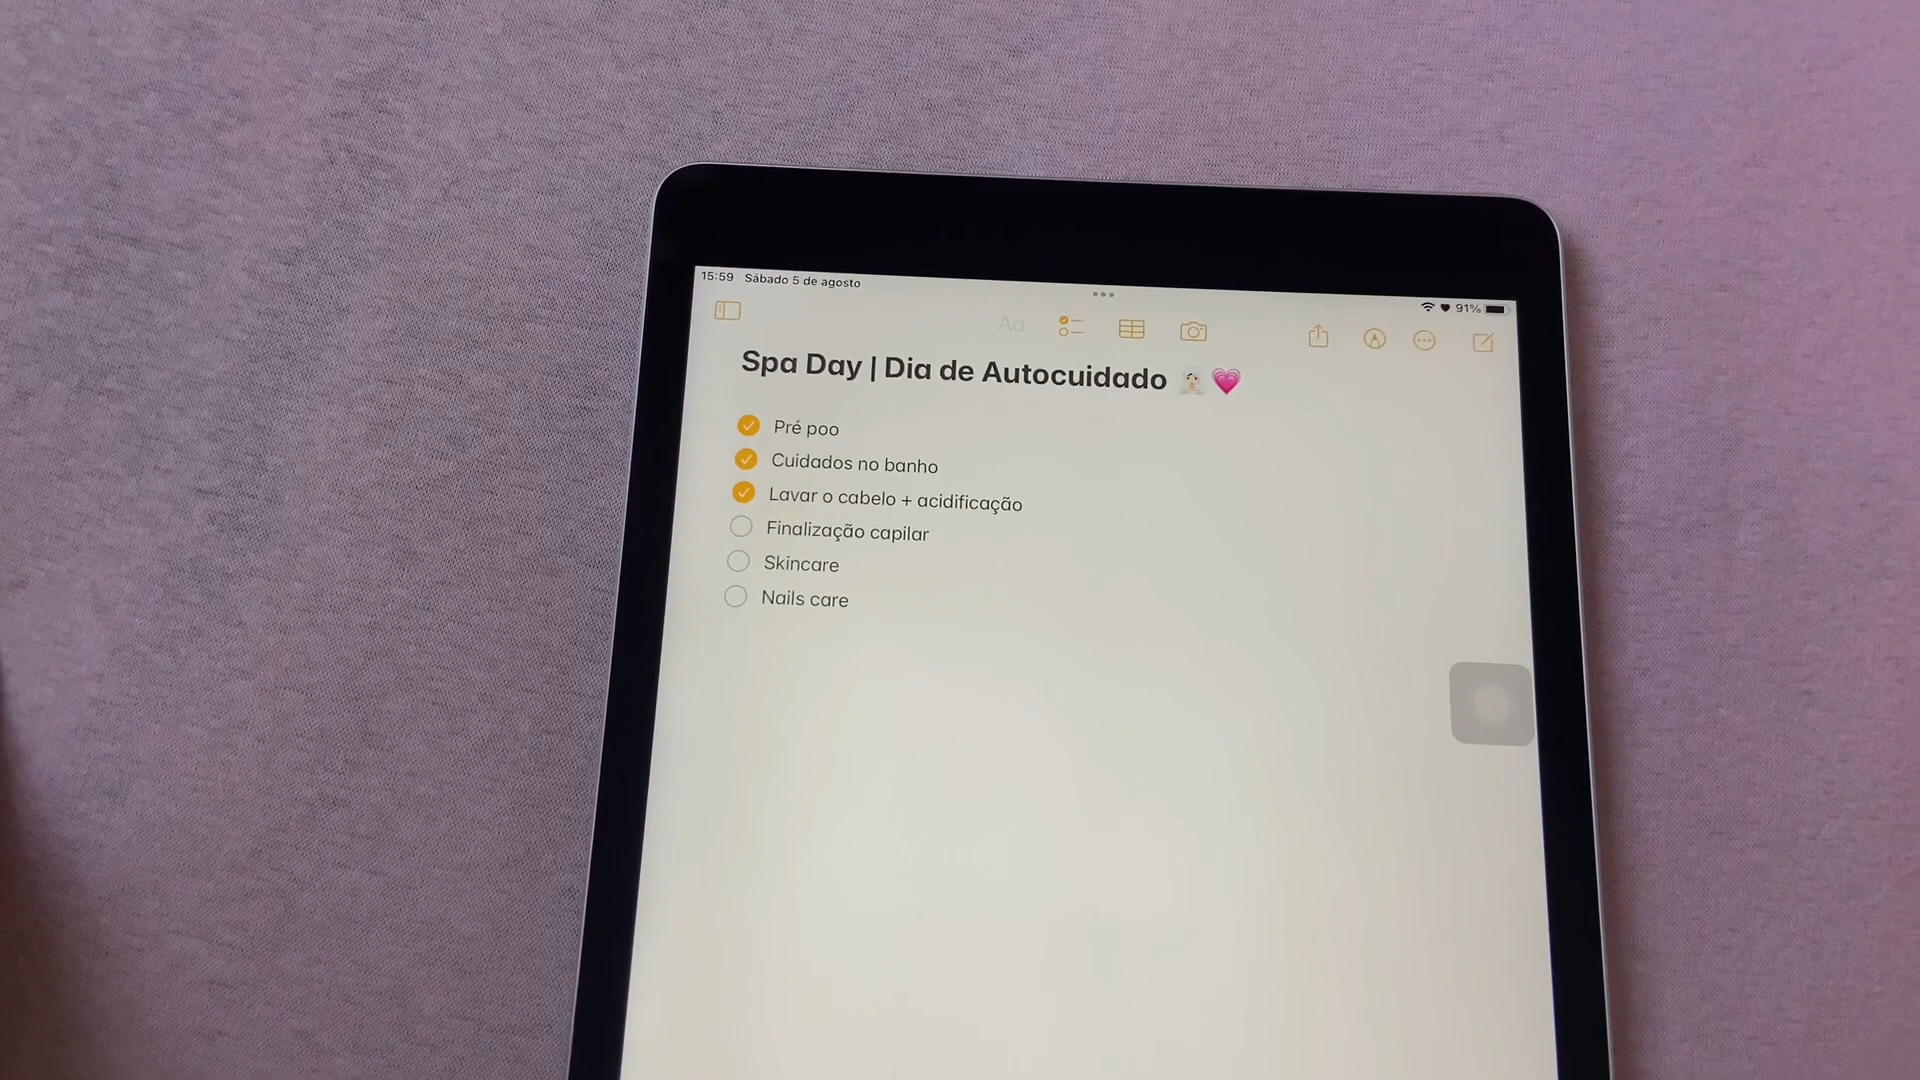 15:59 Sábado 5 de agosto
91%
Aa
Spa Day | Dia de Autocuidado 🧖🏻‍♀️💗
Pré poo
Cuidados no banho
Lavar o cabelo + acidificação
Finalização capilar
Skincare
Nails care